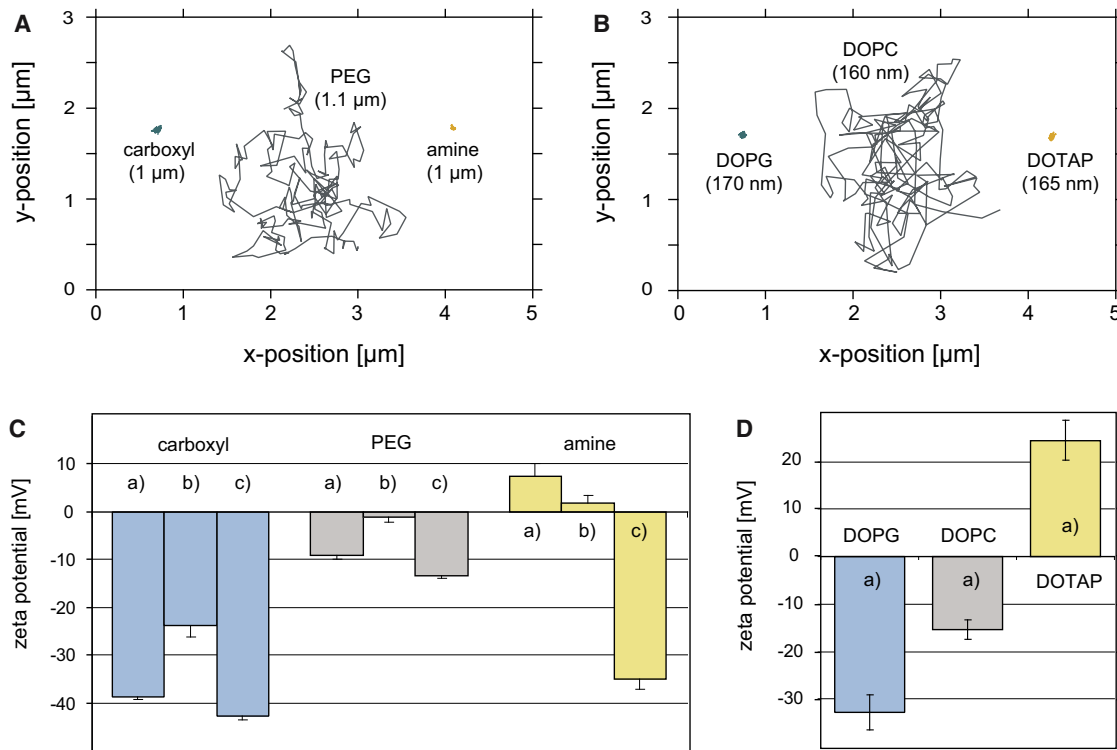 A
y-position [µm]
3
2
1
0
PEG
(1.1 µm)
carboxyl
(1 µm)
amine
(1 µm)
0 1 2 3 4 5
x-position [µm]
B
y-position [µm]
3
2
1
0
DOPC
(160 nm)
DOPG
(170 nm)
DOTAP
(165 nm)
0 1 2 3 4 5
x-position [µm]
C
zeta potential [mV]
10
0
-10
-20
-30
-40
carboxyl
PEG
amine
a) b) c)
a) b) c)
a) b) c)
D
zeta potential [mV]
20
10
0
-10
-20
-30
DOPG
DOPC
DOTAP
a)
a)
a)